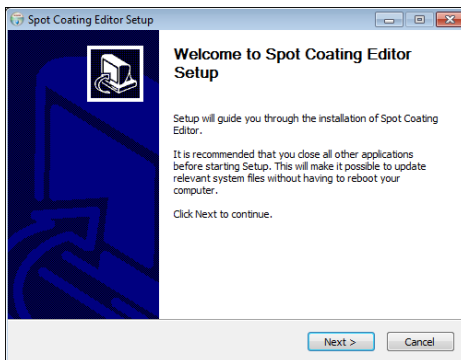 Spot Coating Editor Setup
Welcome to Spot Coating Editor
Setup
Setup will guide you through the installation of Spot Coating
Editor.
It is recommended that you close all other applications
before starting Setup. This will make it possible to update
relevant system files without having to reboot your
computer.
Click Next to continue.
Next >
Cancel